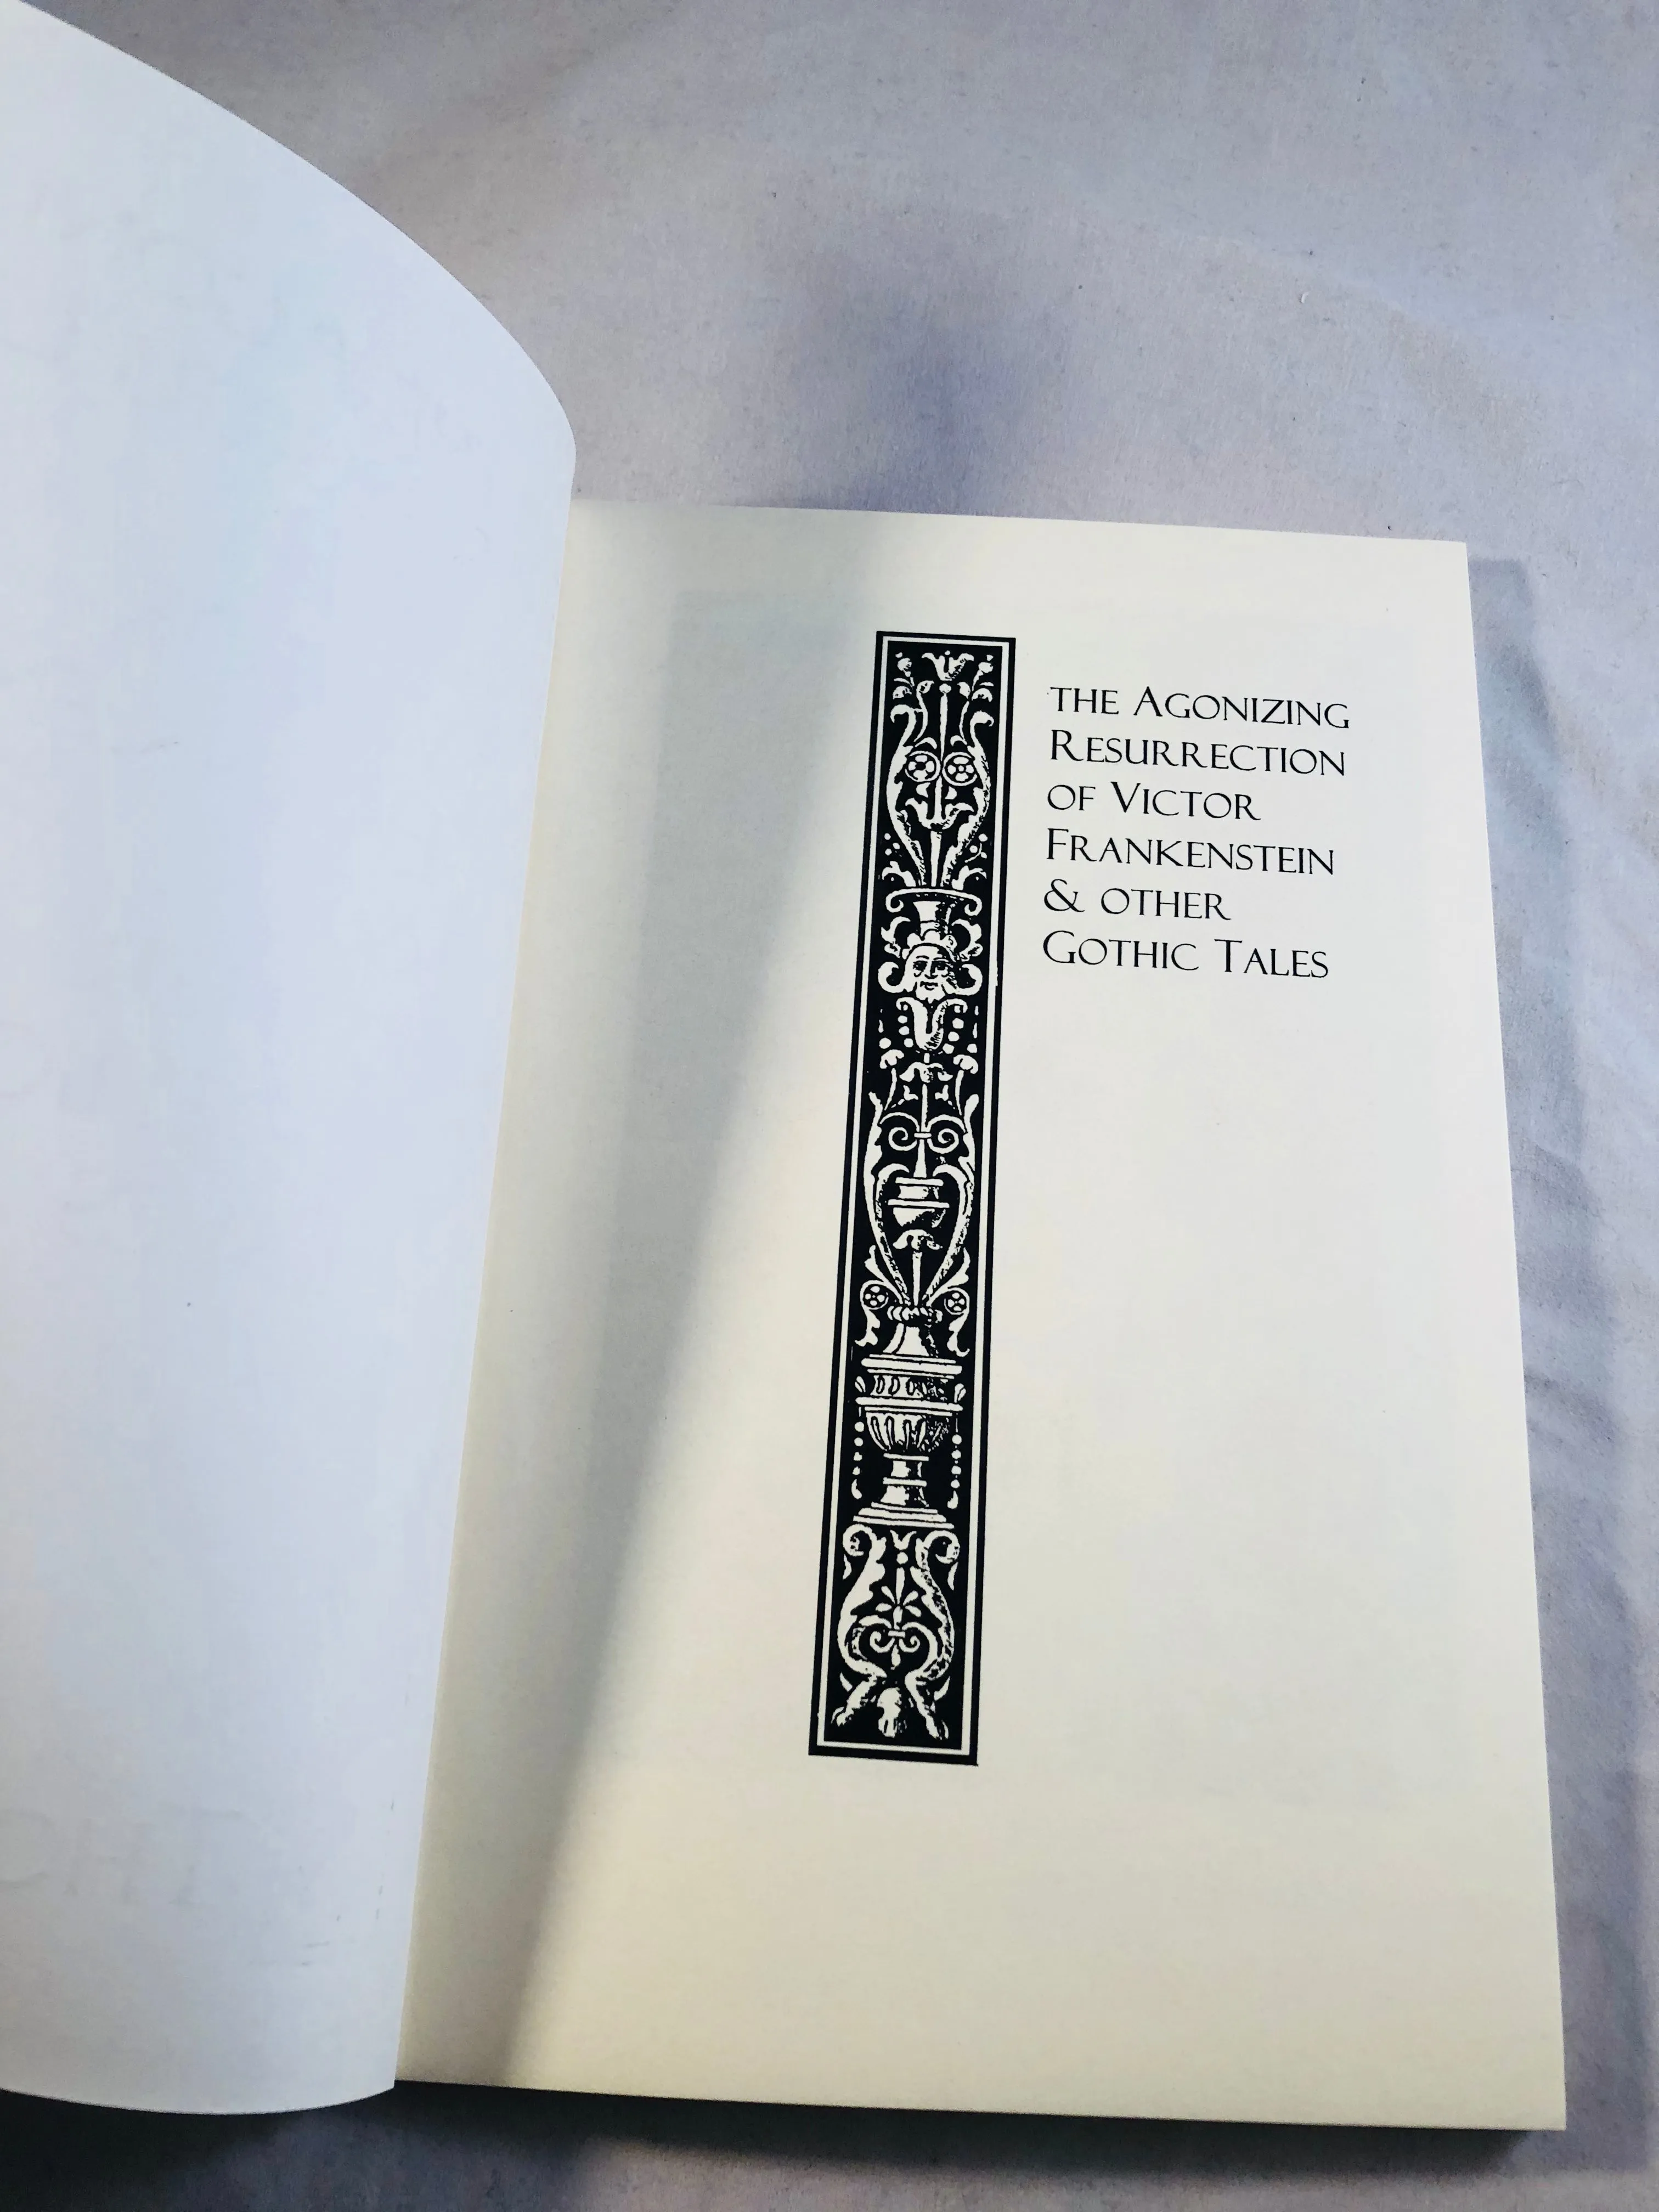 THE AGONIZING
RESURRECTION
OF VICTOR
FRANKENSTEIN
& OTHER
GOTHIC TALES